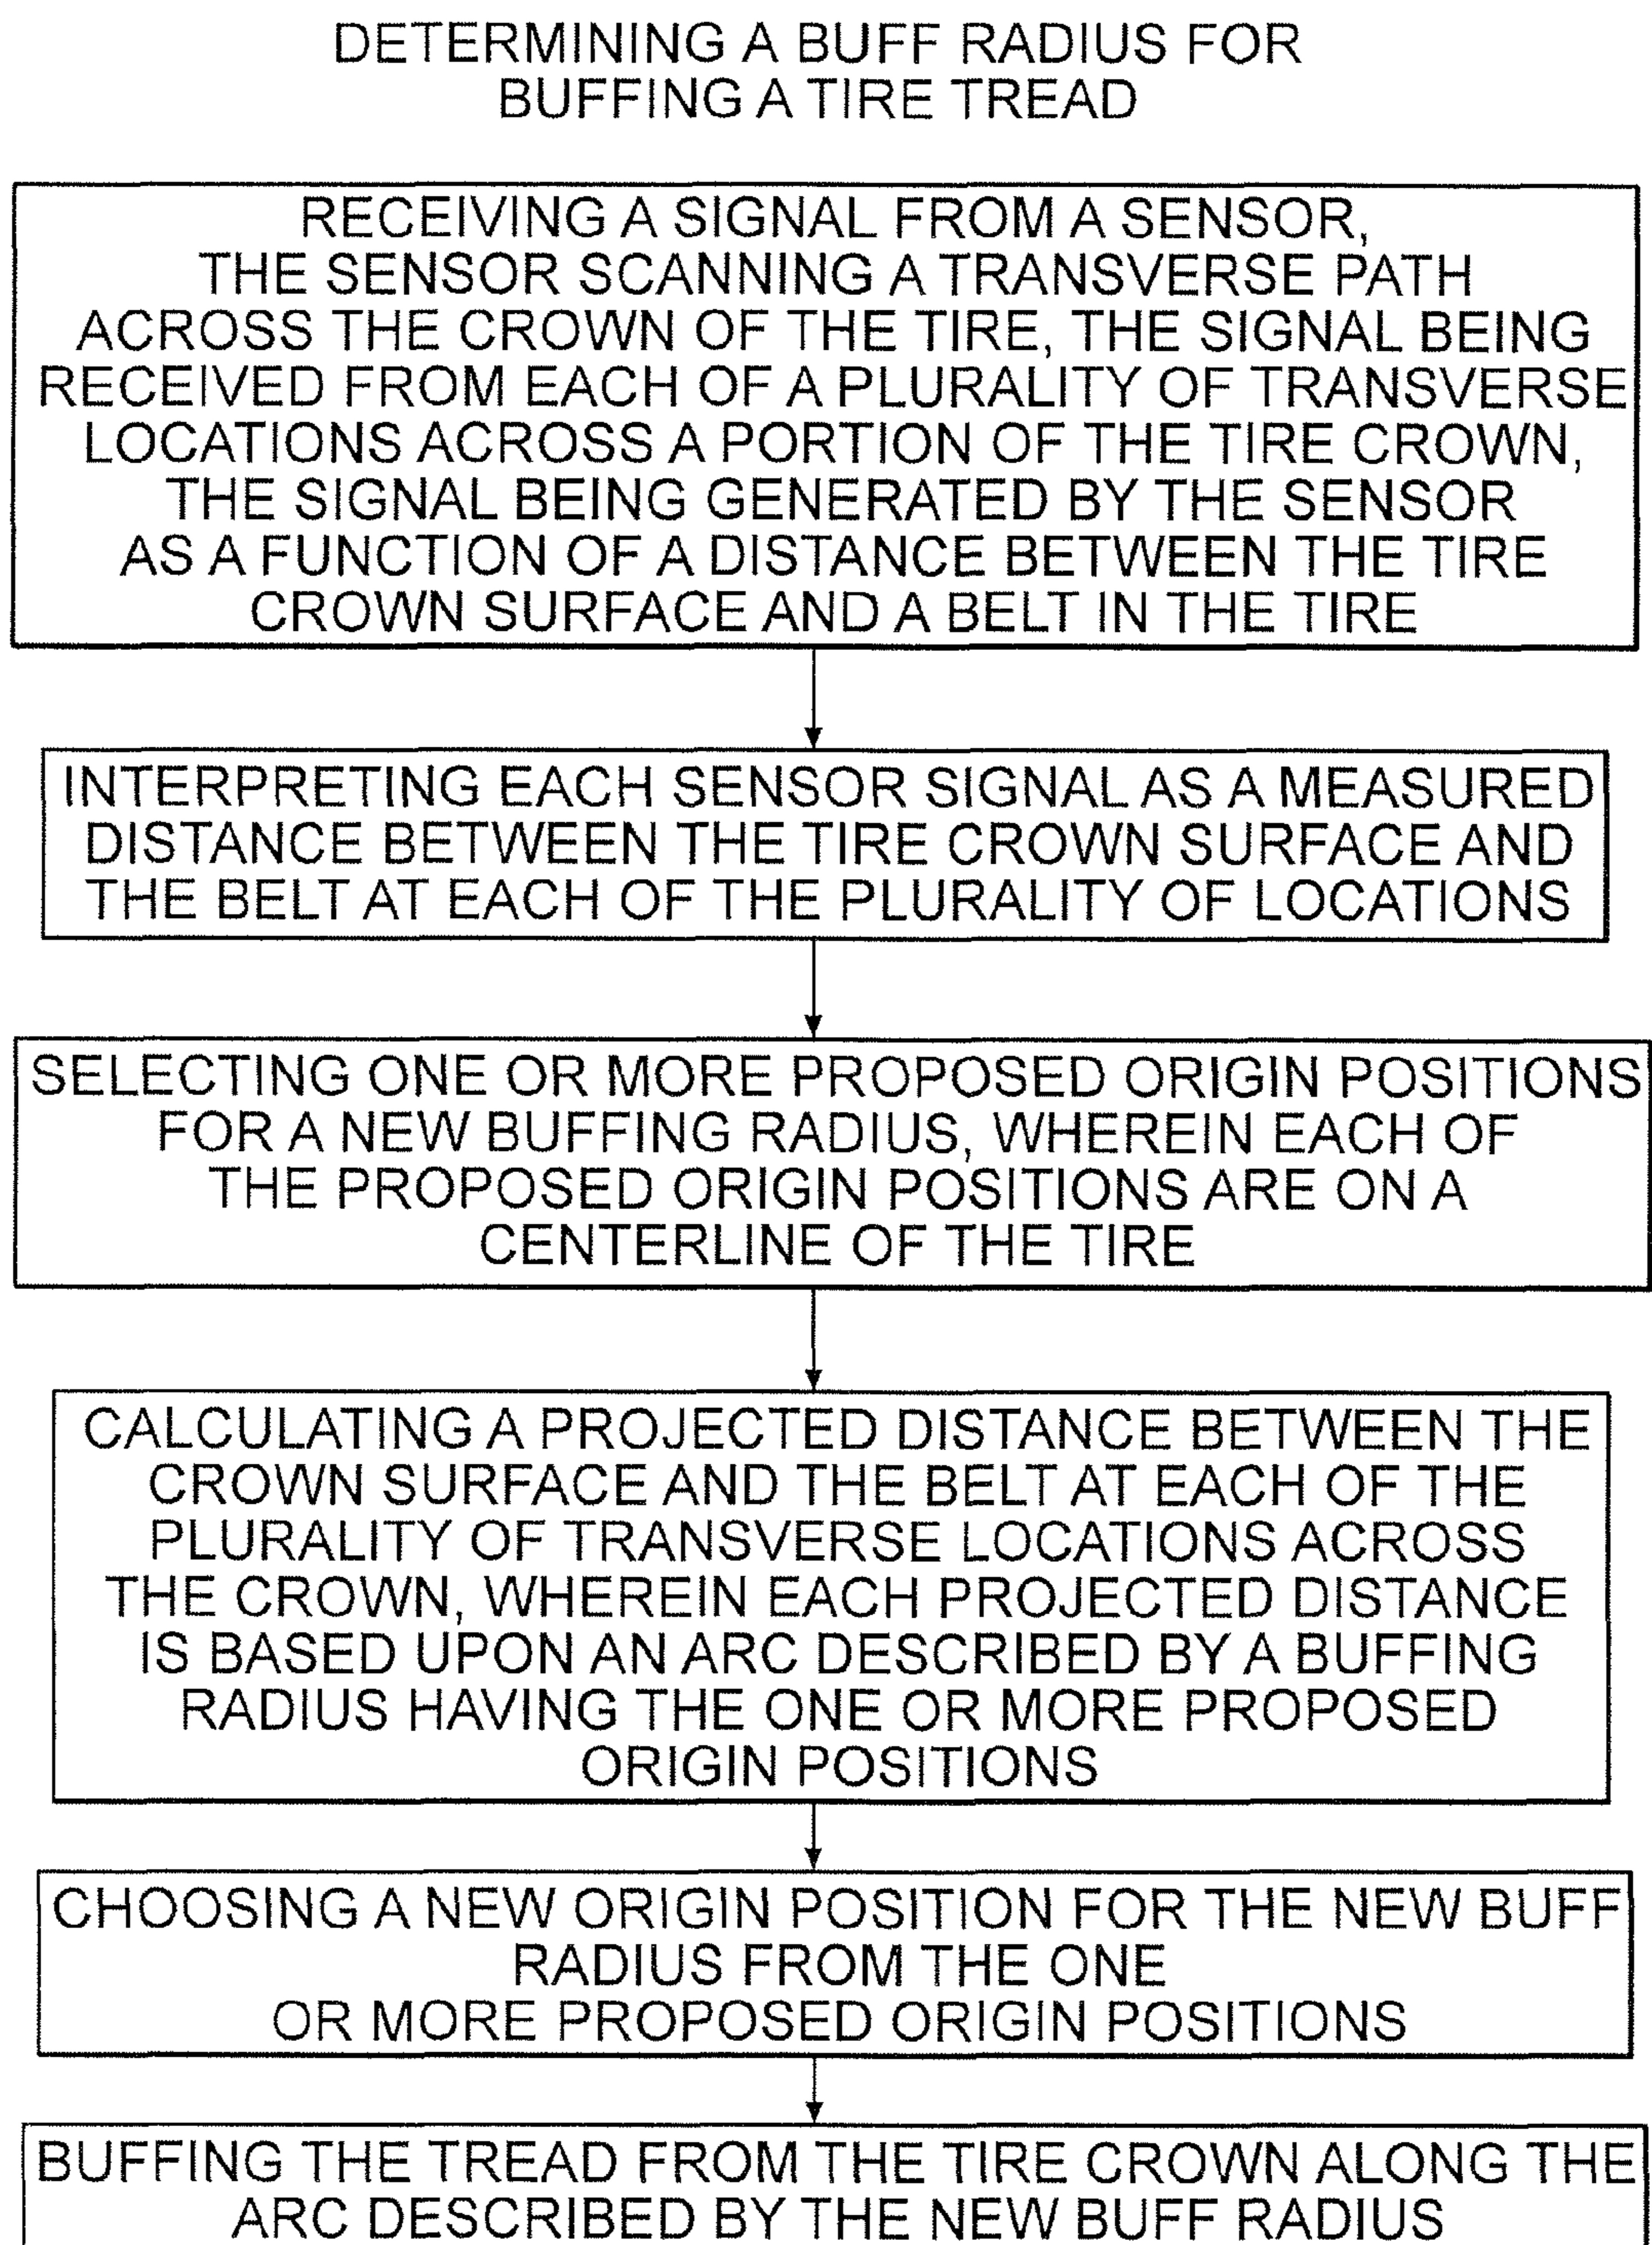 DETERMINING A BUFF RADIUS FOR
BUFFING A TIRE TREAD
RECEIVING A SIGNAL FROM A SENSOR,
THE SENSOR SCANNING A TRANSVERSE PATH
ACROSS THE CROWN OF THE TIRE, THE SIGNAL BEING
RECEIVED FROM EACH OF A PLURALITY OF TRANSVERSE
LOCATIONS ACROSS A PORTION OF THE TIRE CROWN,
THE SIGNAL BEING GENERATED BY THE SENSOR
AS A FUNCTION OF A DISTANCE BETWEEN THE TIRE
CROWN SURFACE AND A BELT IN THE TIRE
INTERPRETING EACH SENSOR SIGNAL AS A MEASURED
DISTANCE BETWEEN THE TIRE CROWN SURFACE AND
THE BELT AT EACH OF THE PLURALITY OF LOCATIONS
SELECTING ONE OR MORE PROPOSED ORIGIN POSITIONS
FOR A NEW BUFFING RADIUS, WHEREIN EACH OF
THE PROPOSED ORIGIN POSITIONS ARE ON A
CENTERLINE OF THE TIRE
CALCULATING A PROJECTED DISTANCE BETWEEN THE
CROWN SURFACE AND THE BELT AT EACH OF THE
PLURALITY OF TRANSVERSE LOCATIONS ACROSS
THE CROWN, WHEREIN EACH PROJECTED DISTANCE
IS BASED UPON AN ARC DESCRIBED BY A BUFFING
RADIUS HAVING THE ONE OR MORE PROPOSED
ORIGIN POSITIONS
CHOOSING A NEW ORIGIN POSITION FOR THE NEW BUFF
RADIUS FROM THE ONE
OR MORE PROPOSED ORIGIN POSITIONS
BUFFING THE TREAD FROM THE TIRE CROWN ALONG THE
ARC DESCRIBED BY THE NEW BUFF RADIUS